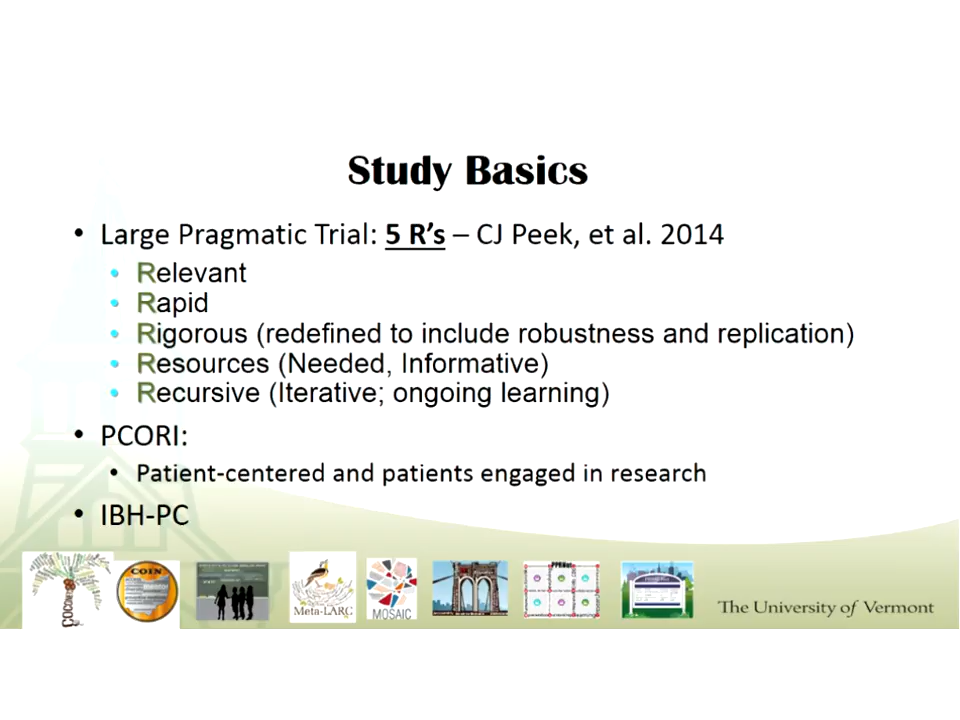 Study Basics
• Large Pragmatic Trial: 5 R's – CJ Peek, et al. 2014
• Relevant
• Rapid
• Rigorous (redefined to include robustness and replication)
• Resources (Needed, Informative)
• Recursive (Iterative; ongoing learning)
• PCORI:
• Patient-centered and patients engaged in research
• IBH-PC
COCONet
COIN
Meta-LARC
MOSAIC
PPRNet
The University of Vermont